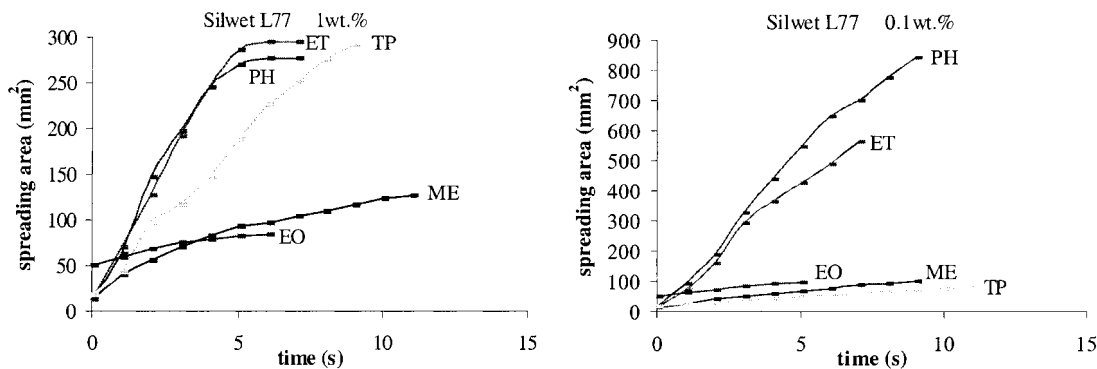 Silwet L77 1wt.%
spreading area (mm²)
300
250
200
150
100
50
0
ET
TP
PH
ME
EO
0 5 10 15
time (s)
Silwet L77 0.1wt.%
spreading area (mm²)
900
800
700
600
500
400
300
200
100
0
PH
ET
EO
ME
TP
0 5 10 15
time (s)